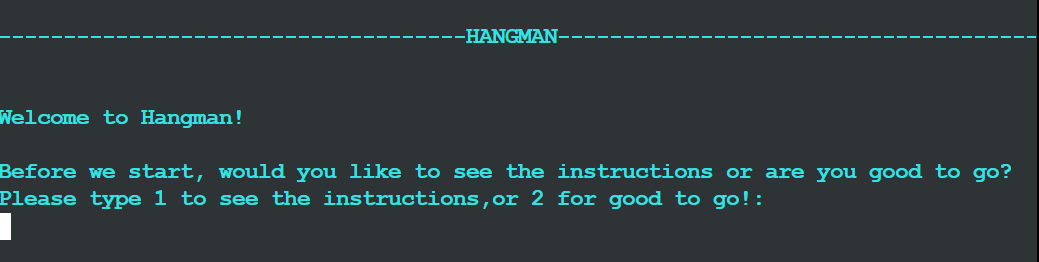 ------------------------------------HANGMAN-------------------------------------
Welcome to Hangman!
Before we start, would you like to see the instructions or are you good to go?
Please type 1 to see the instructions,or 2 for good to go!: